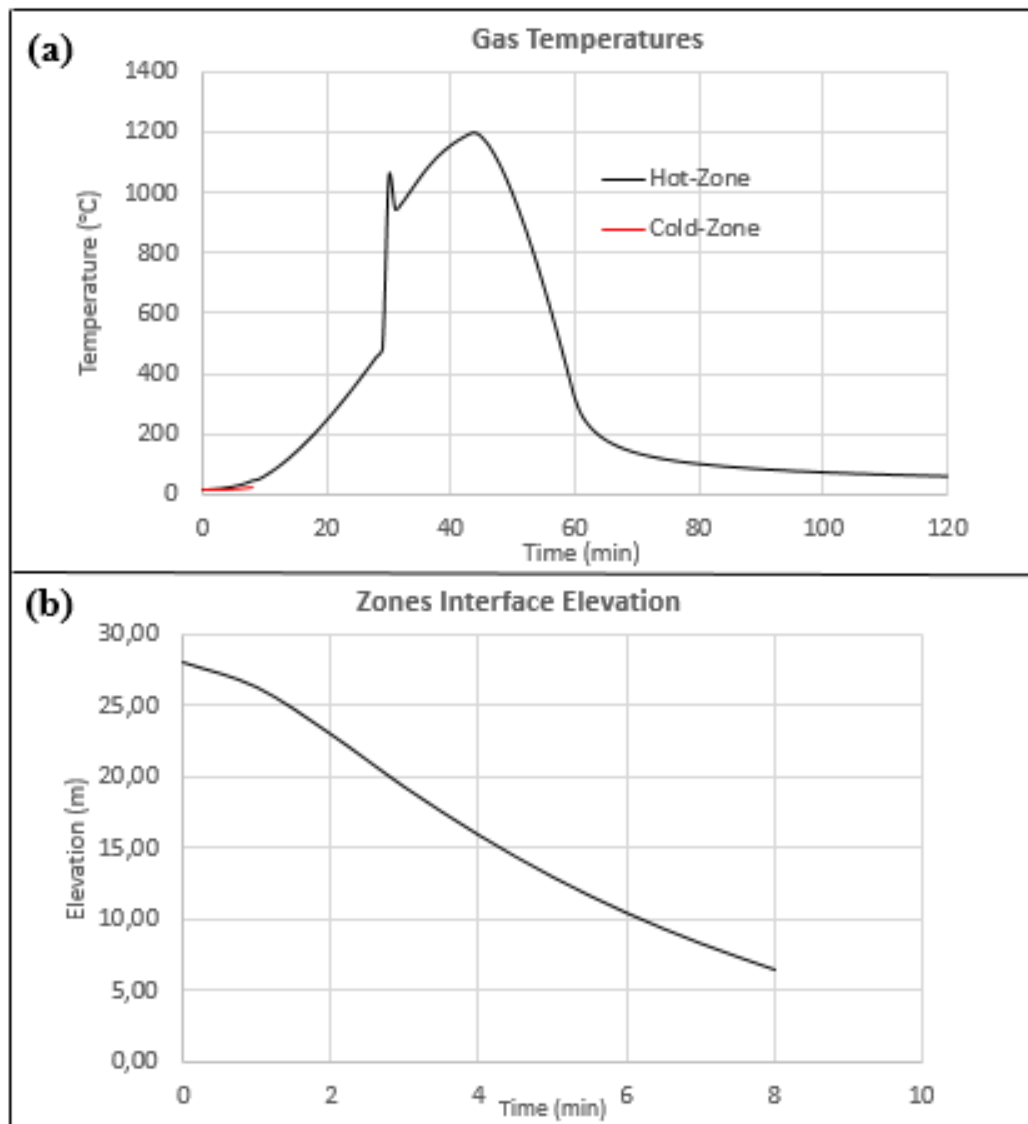 (a)
Gas Temperatures
1400
1200
1000
800
600
400
200
0
Temperature (°C)
Hot-Zone
Cold-Zone
0 20 40 60 80 100 120
Time (min)
(b)
Zones Interface Elevation
30,00
25,00
20,00
15,00
10,00
5,00
0,00
Elevation (m)
0 2 4 6 8 10
Time (min)